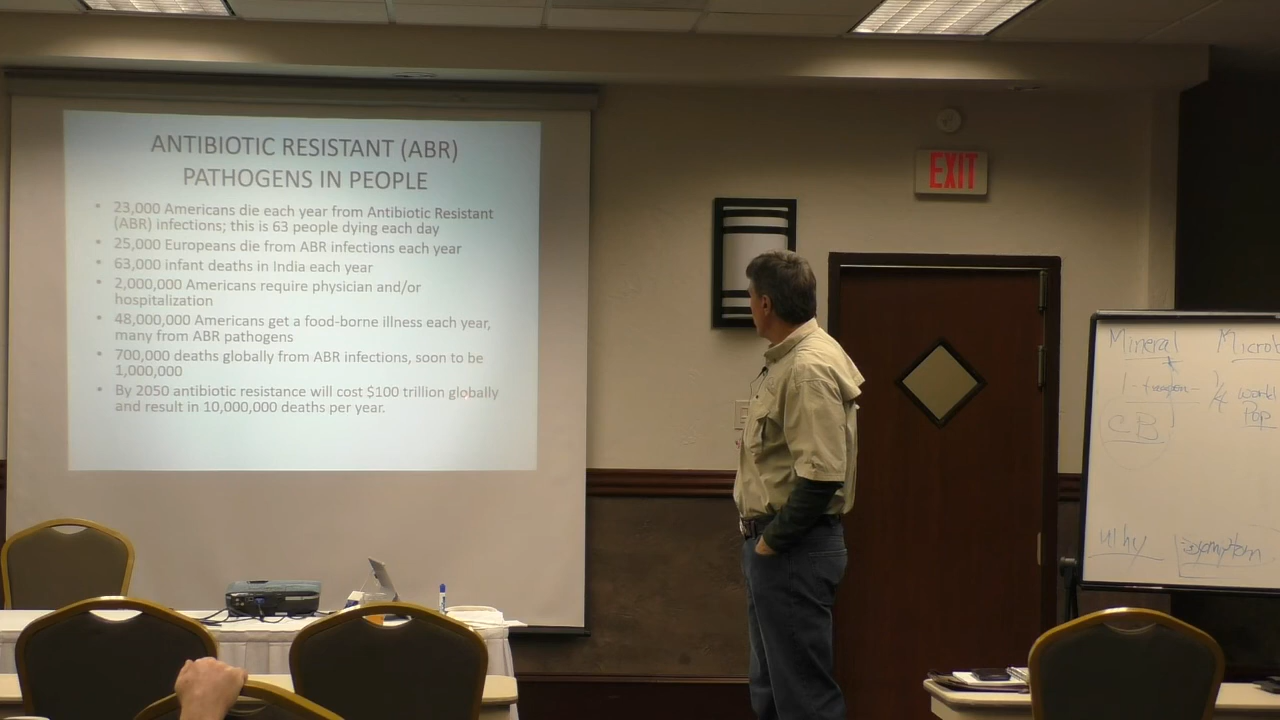 ANTIBIOTIC RESISTANT (ABR)
PATHOGENS IN PEOPLE
• 23,000 Americans die each year from Antibiotic Resistant
(ABR) infections; this is 63 people dying each day
• 25,000 Europeans die from ABR infections each year
• 63,000 infant deaths in India each year
• 2,000,000 Americans require physician and/or
hospitalization
• 48,000,000 Americans get a food-borne illness each year,
many from ABR pathogens
• 700,000 deaths globally from ABR infections, soon to be
1,000,000
• By 2050 antibiotic resistance will cost $100 trillion globally
and result in 10,000,000 deaths per year.
EXIT
Mineral Microb
world
Pop
CB
Why Symptom